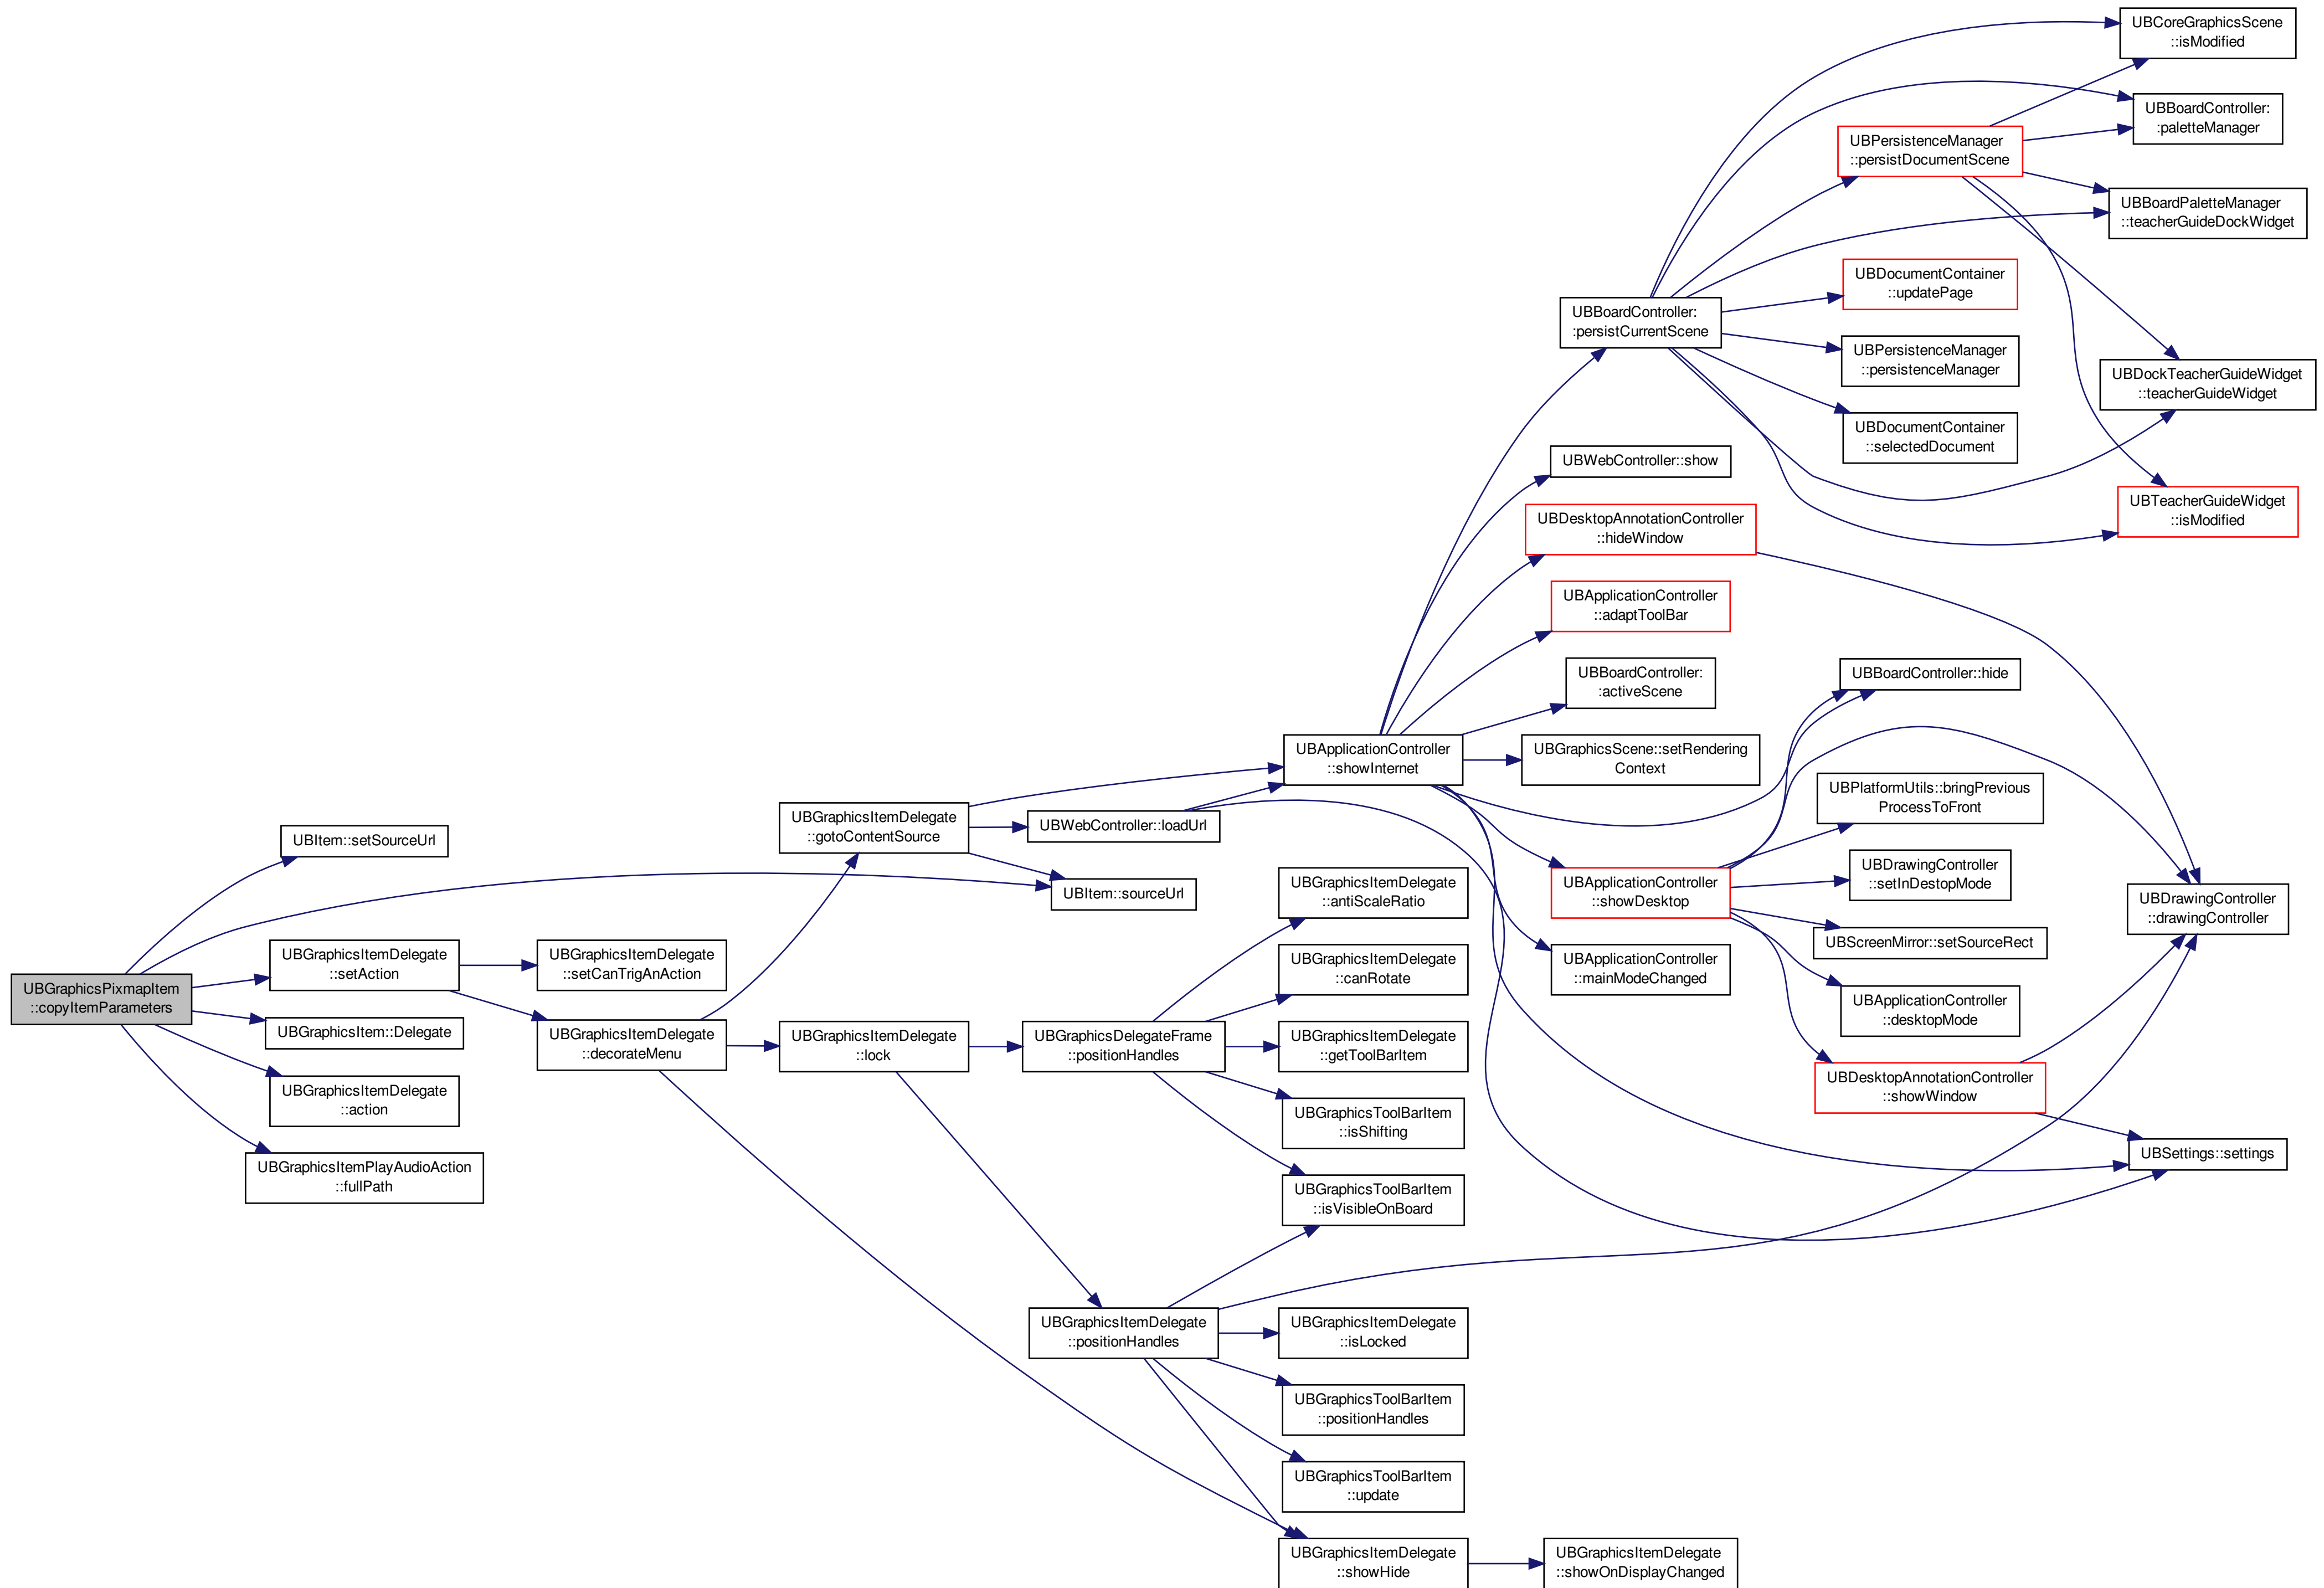 UBCoreGraphicsScene
::isModified
UBBoardController:
:paletteManager
UBPersistenceManager
::persistDocumentScene
UBBoardPaletteManager
::teacherGuideDockWidget
UBDocumentContainer
::updatePage
UBBoardController:
:persistCurrentScene
UBPersistenceManager
::persistenceManager
UBDockTeacherGuideWidget
::teacherGuideWidget
UBDocumentContainer
::selectedDocument
UBWebController::show
UBTeacherGuideWidget
::isModified
UBDesktopAnnotationController
::hideWindow
UBApplicationController
::adaptToolBar
UBBoardController:
:activeScene
UBBoardController::hide
UBApplicationController
::showInternet
UBGraphicsScene::setRendering
Context
UBPlatformUtils::bringPrevious
ProcessToFront
UBGraphicsItemDelegate
::gotoContentSource
UBWebController::loadUrl
UBItem::setSourceUrl
UBItem::sourceUrl
UBGraphicsItemDelegate
::antiScaleRatio
UBApplicationController
::showDesktop
UBDrawingController
::setInDestopMode
UBDrawingController
::drawingController
UBScreenMirror::setSourceRect
UBGraphicsItemDelegate
::setAction
UBGraphicsItemDelegate
::setCanTrigAnAction
UBGraphicsItemDelegate
::canRotate
UBApplicationController
::mainModeChanged
UBGraphicsPixmapItem
::copyItemParameters
UBApplicationController
::desktopMode
UBGraphicsItem::Delegate
UBGraphicsItemDelegate
::decorateMenu
UBGraphicsItemDelegate
::lock
UBGraphicsDelegateFrame
::positionHandles
UBGraphicsItemDelegate
::getToolBarItem
UBDesktopAnnotationController
::showWindow
UBGraphicsItemDelegate
::action
UBGraphicsToolBarItem
::isShifting
UBSettings::settings
UBGraphicsItemPlayAudioAction
::fullPath
UBGraphicsToolBarItem
::isVisibleOnBoard
UBGraphicsItemDelegate
::positionHandles
UBGraphicsItemDelegate
::isLocked
UBGraphicsToolBarItem
::positionHandles
UBGraphicsToolBarItem
::update
UBGraphicsItemDelegate
::showHide
UBGraphicsItemDelegate
::showOnDisplayChanged